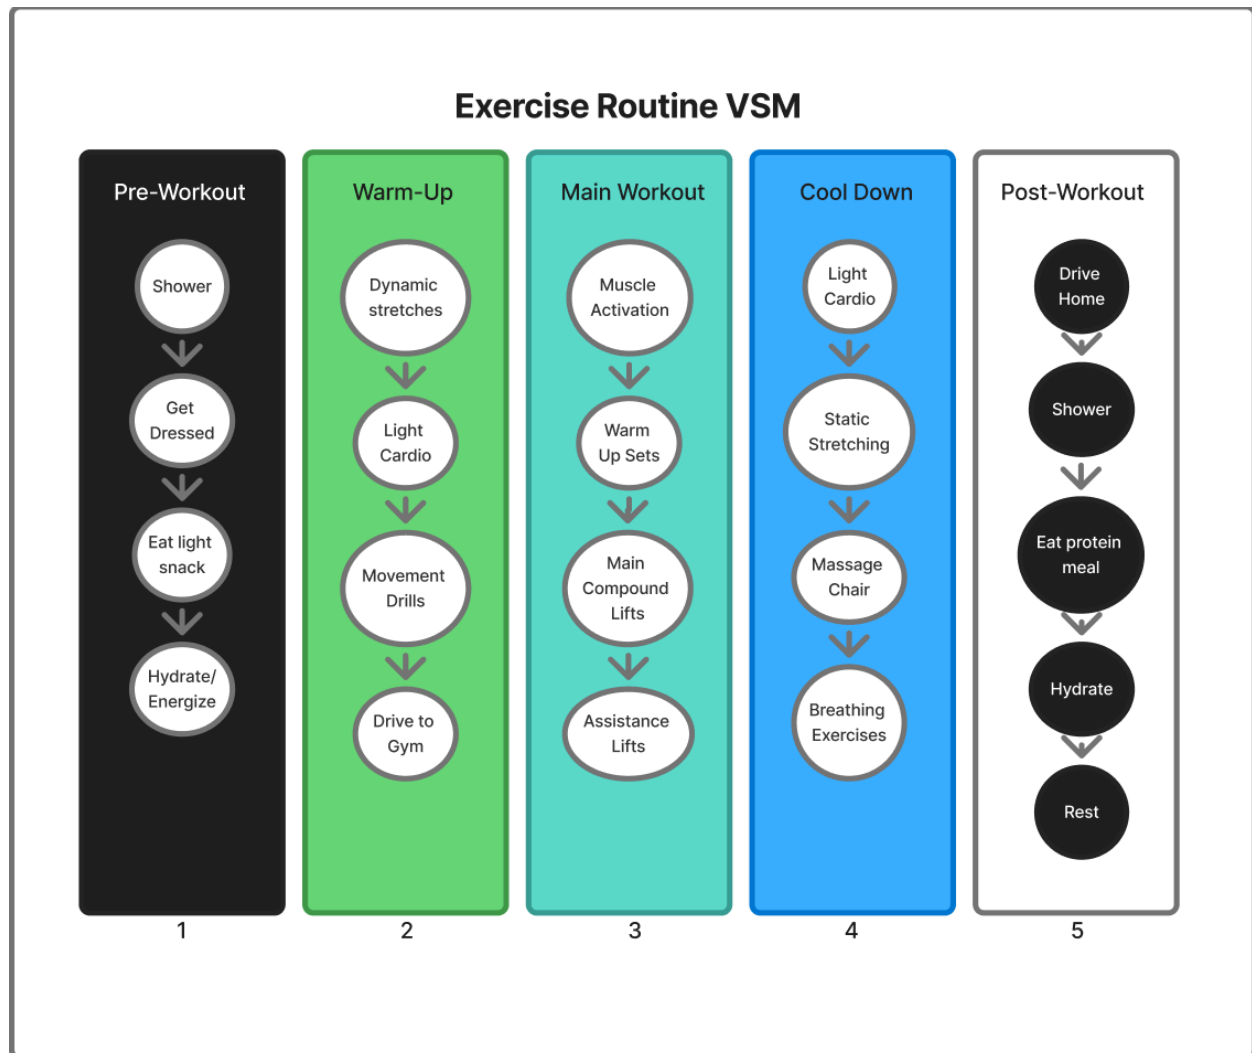 Exercise Routine VSM
Pre-Workout
Shower
Get
Dressed
Eat light
snack
Hydrate/
Energize
1
Warm-Up
Dynamic
stretches
Light
Cardio
Movement
Drills
Drive to
Gym
2
Main Workout
Muscle
Activation
Warm
Up Sets
Main
Compound
Lifts
Assistance
Lifts
3
Cool Down
Light
Cardio
Static
Stretching
Massage
Chair
Breathing
Exercises
4
Post-Workout
Drive
Home
Shower
Eat protein
meal
Hydrate
Rest
5